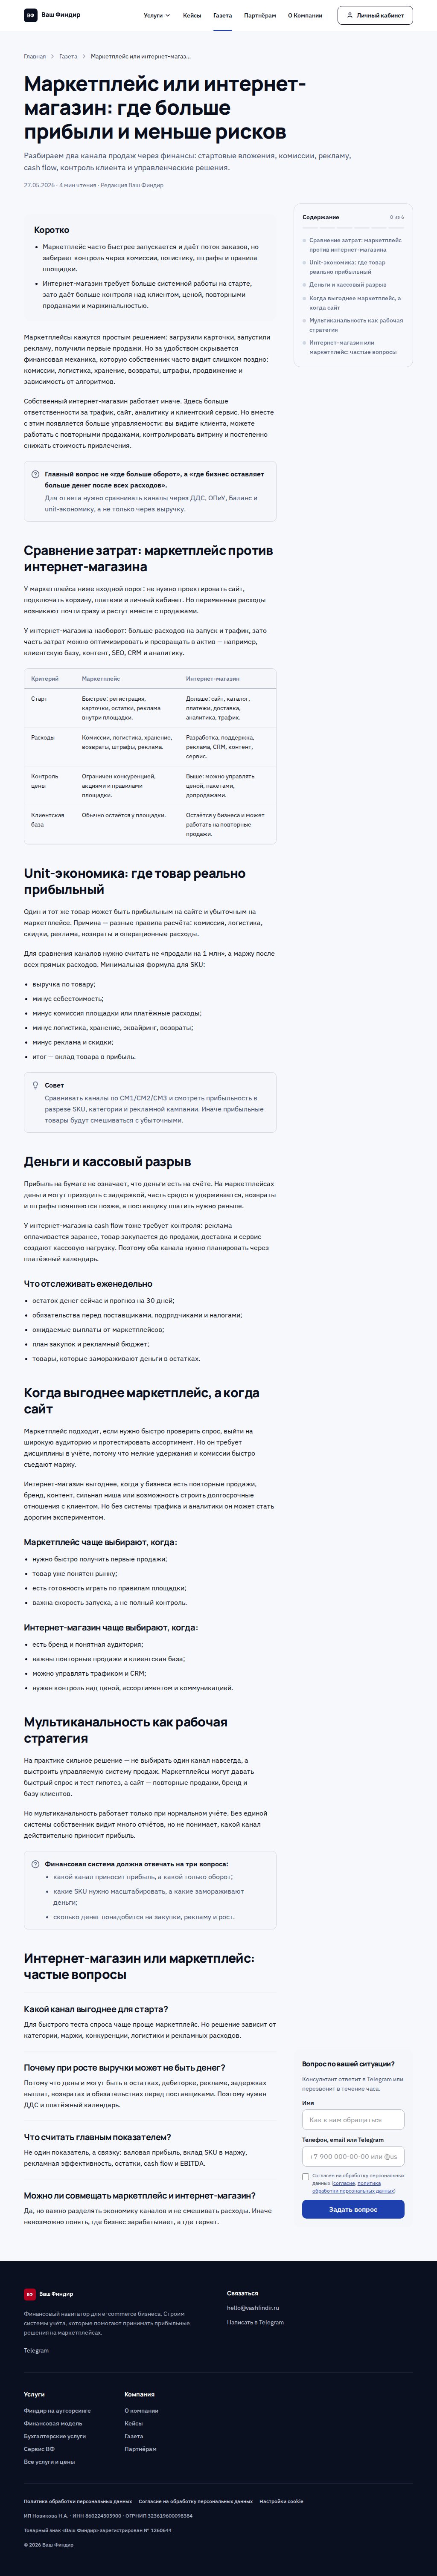 ВФ Ваш Финдир
Услуги
Кейсы
Газета
Партнёрам
О Компании
Личный кабинет
Главная > Газета > Маркетплейс или интернет-магаз...
Маркетплейс или интернет-
магазин: где больше
прибыли и меньше рисков
Разбираем два канала продаж через финансы: стартовые вложения, комиссии, рекламу,
cash flow, контроль клиента и управленческие решения.
27.05.2026 · 4 мин чтения · Редакция Ваш Финдир
Коротко
• Маркетплейс часто быстрее запускается и даёт поток заказов, но
забирает контроль через комиссии, логистику, штрафы и правила
площадки.
• Интернет-магазин требует больше системной работы на старте,
зато даёт больше контроля над клиентом, ценой, повторными
продажами и маржинальностью.
Содержание
0 из 6
Сравнение затрат: маркетплейс
против интернет-магазина
Unit-экономика: где товар
реально прибыльный
Деньги и кассовый разрыв
Когда выгоднее маркетплейс, а
когда сайт
Мультиканальность как рабочая
стратегия
Интернет-магазин или
маркетплейс: частые вопросы
Маркетплейсы кажутся простым решением: загрузили карточки, запустили
рекламу, получили первые продажи. Но за удобством скрывается
финансовая механика, которую собственник часто видит слишком поздно:
комиссии, логистика, хранение, возвраты, штрафы, продвижение и
зависимость от алгоритмов.
Собственный интернет-магазин работает иначе. Здесь больше
ответственности за трафик, сайт, аналитику и клиентский сервис. Но вместе
с этим появляется больше управляемости: вы видите клиента, можете
работать с повторными продажами, контролировать витрину и постепенно
снижать стоимость привлечения.
Главный вопрос не «где больше оборот», а «где бизнес оставляет
больше денег после всех расходов».
Для ответа нужно сравнивать каналы через ДДС, ОПиУ, Баланс и
unit-экономику, а не только через выручку.
Сравнение затрат: маркетплейс против
интернет-магазина
У маркетплейса ниже входной порог: не нужно проектировать сайт,
подключать корзину, платежи и личный кабинет. Но переменные расходы
возникают почти сразу и растут вместе с продажами.
У интернет-магазина наоборот: больше расходов на запуск и трафик, зато
часть затрат можно оптимизировать и превращать в актив — например,
клиентскую базу, контент, SEO, CRM и аналитику.
Критерий
Маркетплейс
Интернет-магазин
Старт
Быстрее: регистрация,
карточки, остатки, реклама
внутри площадки.
Дольше: сайт, каталог,
платежи, доставка,
аналитика, трафик.
Расходы
Комиссии, логистика, хранение,
возвраты, штрафы, реклама.
Разработка, поддержка,
реклама, CRM, контент,
сервис.
Контроль
цены
Ограничен конкуренцией,
акциями и правилами
площадки.
Выше: можно управлять
ценой, пакетами,
допродажами.
Клиентская
база
Обычно остаётся у площадки.
Остаётся у бизнеса и может
работать на повторные
продажи.
Unit-экономика: где товар реально
прибыльный
Один и тот же товар может быть прибыльным на сайте и убыточным на
маркетплейсе. Причина — разные правила расчёта: комиссия, логистика,
скидки, реклама, возвраты и операционные расходы.
Для сравнения каналов нужно считать не «продали на 1 млн», а маржу после
всех прямых расходов. Минимальная формула для SKU:
• выручка по товару;
• минус себестоимость;
• минус комиссия площадки или платёжные расходы;
• минус логистика, хранение, эквайринг, возвраты;
• минус реклама и скидки;
• итог — вклад товара в прибыль.
Совет
Сравнивать каналы по CM1/CM2/CM3 и смотреть прибыльность в
разрезе SKU, категории и рекламной кампании. Иначе прибыльные
товары будут смешиваться с убыточными.
Деньги и кассовый разрыв
Прибыль на бумаге не означает, что деньги есть на счёте. На маркетплейсах
деньги могут приходить с задержкой, часть средств удерживается, возвраты
и штрафы появляются позже, а поставщику платить нужно раньше.
У интернет-магазина cash flow тоже требует контроля: реклама
оплачивается заранее, товар закупается до продажи, доставка и сервис
создают кассовую нагрузку. Поэтому оба канала нужно планировать через
платёжный календарь.
Что отслеживать еженедельно
• остаток денег сейчас и прогноз на 30 дней;
• обязательства перед поставщиками, подрядчиками и налогами;
• ожидаемые выплаты от маркетплейсов;
• план закупок и рекламный бюджет;
• товары, которые замораживают деньги в остатках.
Когда выгоднее маркетплейс, а когда
сайт
Маркетплейс подходит, если нужно быстро проверить спрос, выйти на
широкую аудиторию и протестировать ассортимент. Но он требует
дисциплины в учёте, потому что мелкие удержания и комиссии быстро
съедают маржу.
Интернет-магазин выгоднее, когда у бизнеса есть повторные продажи,
бренд, контент, сильная ниша или возможность строить долгосрочные
отношения с клиентом. Но без системы трафика и аналитики он может стать
дорогим экспериментом.
Маркетплейс чаще выбирают, когда:
• нужно быстро получить первые продажи;
• товар уже понятен рынку;
• есть готовность играть по правилам площадки;
• важна скорость запуска, а не полный контроль.
Интернет-магазин чаще выбирают, когда:
• есть бренд и понятная аудитория;
• важны повторные продажи и клиентская база;
• можно управлять трафиком и CRM;
• нужен контроль над ценой, ассортиментом и коммуникацией.
Мультиканальность как рабочая
стратегия
На практике сильное решение — не выбирать один канал навсегда, а
выстроить управляемую систему продаж. Маркетплейсы могут давать
быстрый спрос и тест гипотез, а сайт — повторные продажи, бренд и
базу клиентов.
Но мультиканальность работает только при нормальном учёте. Без единой
системы собственник видит много отчётов, но не понимает, какой канал
действительно приносит прибыль.
Финансовая система должна отвечать на три вопроса:
• какой канал приносит прибыль, а какой только оборот;
• какие SKU нужно масштабировать, а какие замораживают
деньги;
• сколько денег понадобится на закупки, рекламу и рост.
Интернет-магазин или маркетплейс:
частые вопросы
Какой канал выгоднее для старта?
Для быстрого теста спроса чаще проще маркетплейс. Но решение зависит от
категории, маржи, конкуренции, логистики и рекламных расходов.
Почему при росте выручки может не быть денег?
Потому что деньги могут быть в остатках, дебиторке, рекламе, задержках
выплат, возвратах и обязательствах перед поставщиками. Поэтому нужен
ДДС и платёжный календарь.
Что считать главным показателем?
Не один показатель, а связку: валовая прибыль, вклад SKU в маржу,
рекламная эффективность, остатки, cash flow и EBITDA.
Можно ли совмещать маркетплейс и интернет-магазин?
Да, но важно разделять экономику каналов и не смешивать расходы. Иначе
невозможно понять, где бизнес зарабатывает, а где теряет.
Вопрос по вашей ситуации?
Консультант ответит в Telegram или
перезвонит в течение часа.
Имя
Как к вам обращаться
Телефон, email или Telegram
+7 900 000-00-00 или @us
Согласен на обработку персональных
данных (согласие, политика
обработки персональных данных)
Задать вопрос
ВФ Ваш Финдир
Финансовый навигатор для e-commerce бизнеса. Строим
системы учёта, которые помогают принимать прибыльные
решения на маркетплейсах.
Telegram
Связаться
hello@vashfindir.ru
Написать в Telegram
Услуги
Финдир на аутсорсинге
Финансовая модель
Бухгалтерские услуги
Сервис ВФ
Все услуги и цены
Компания
О компании
Кейсы
Газета
Партнёрам
Политика обработки персональных данных
Согласие на обработку персональных данных
Настройки cookie
ИП Новикова Н.А. · ИНН 860224303900 · ОГРНИП 323619600098384
Товарный знак «Ваш Финдир» зарегистрирован № 1260644
© 2026 Ваш Финдир